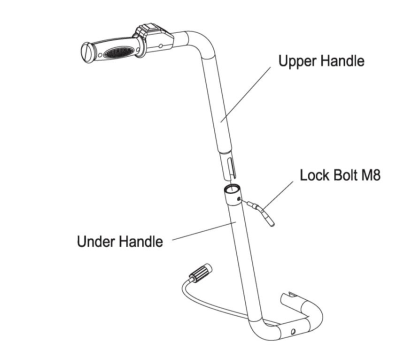 Upper Handle
Lock Bolt M8
Under Handle